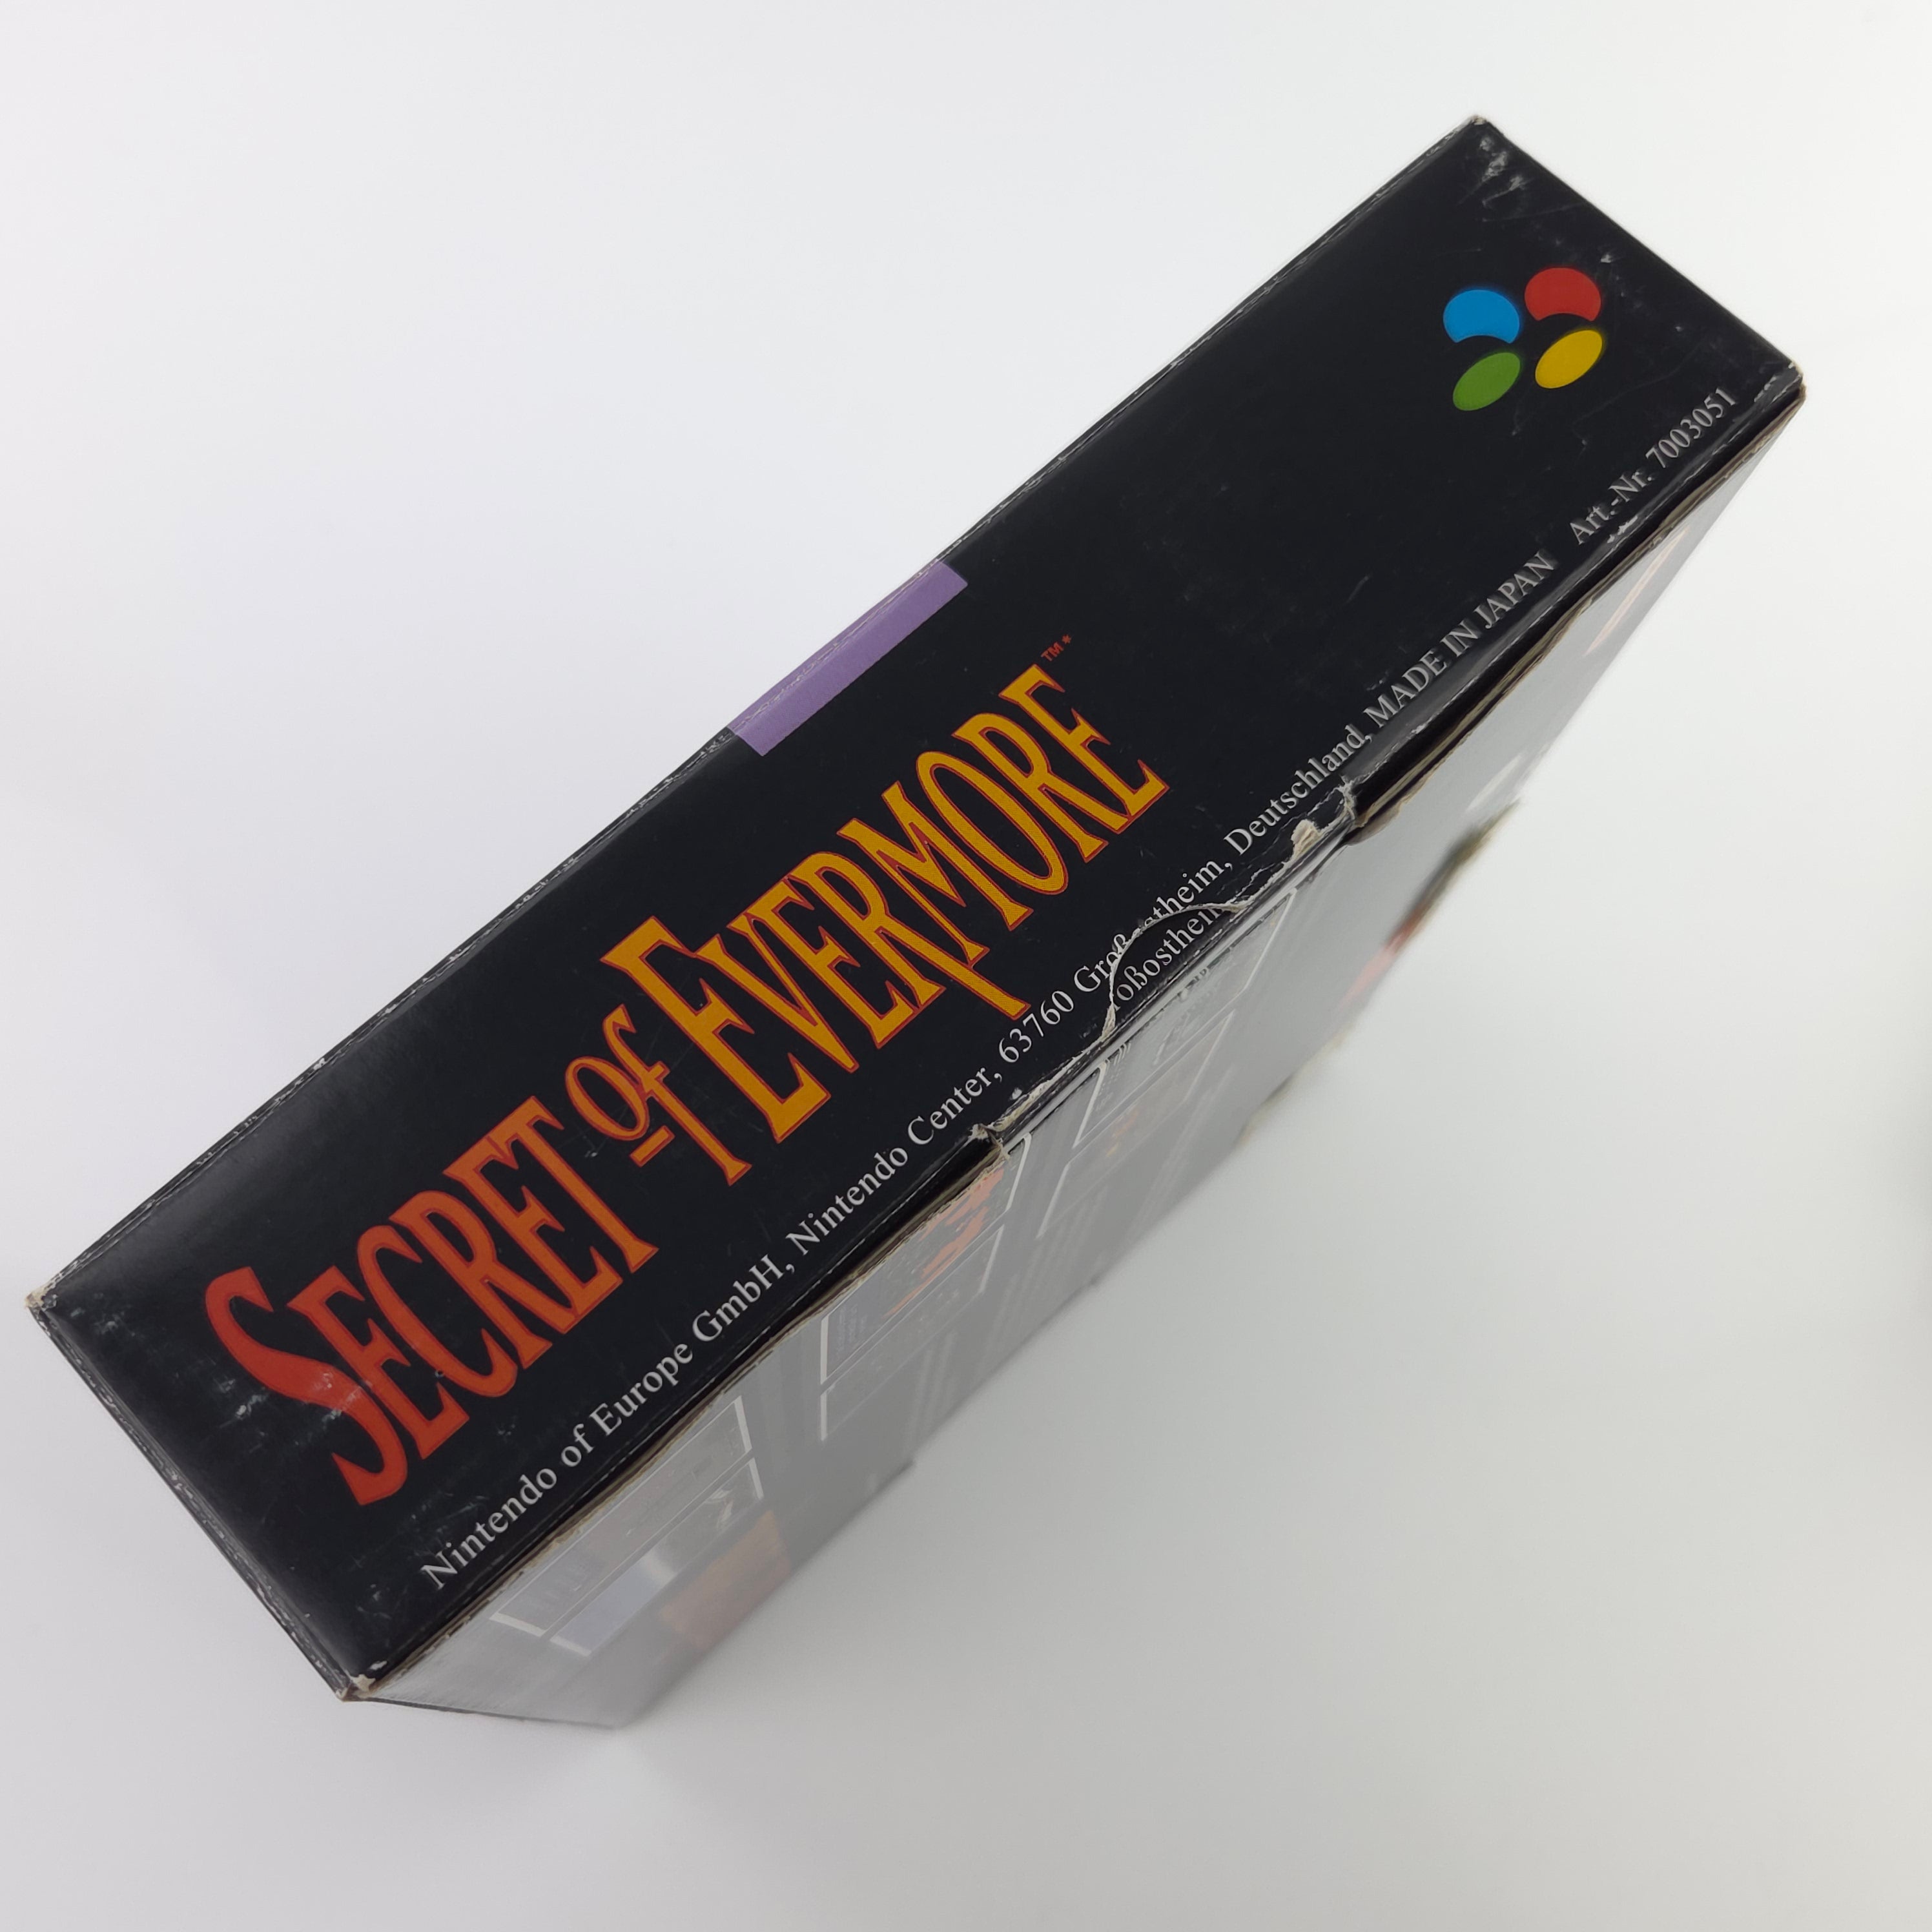 SECRET OF EVERMORE™*
Nintendo of Europe GmbH, Nintendo Center, 63760 Großostheim, Deutschland, MADE IN JAPAN Art.-Nr. 7003051